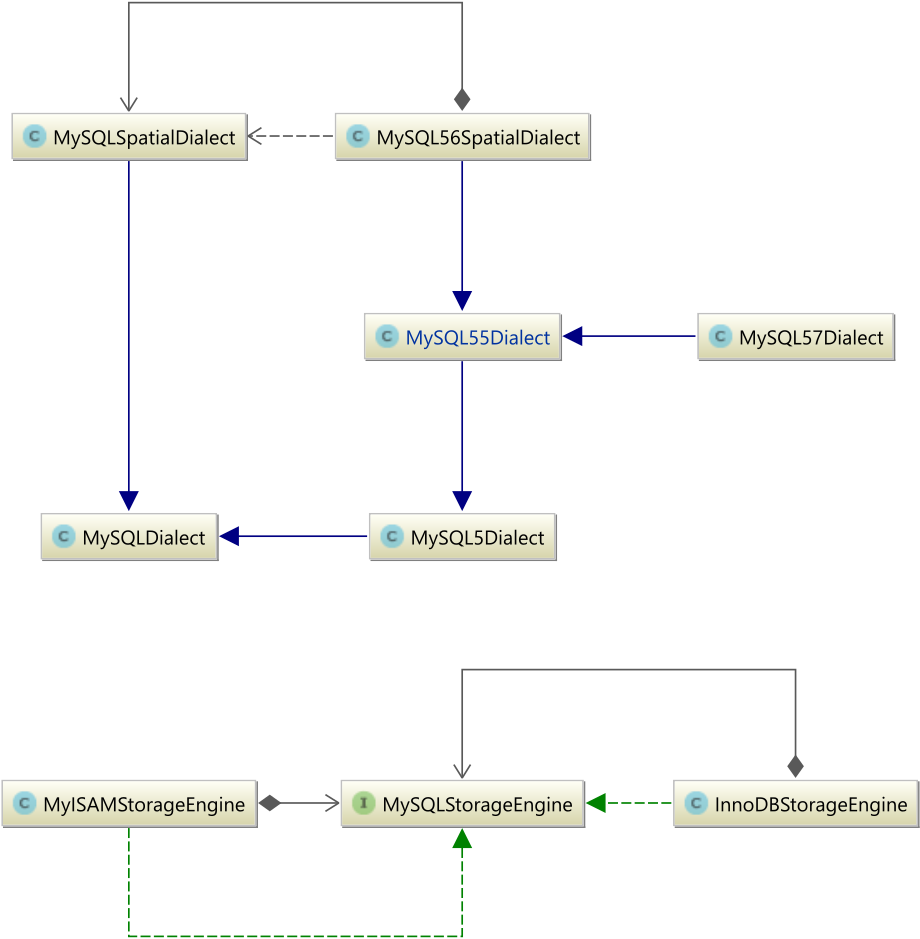 C MySQLSpatialDialect
C MySQL56SpatialDialect
C MySQL55Dialect
C MySQL57Dialect
C MySQLDialect
C MySQL5Dialect
C MyISAMStorageEngine
I MySQLStorageEngine
C InnoDBStorageEngine